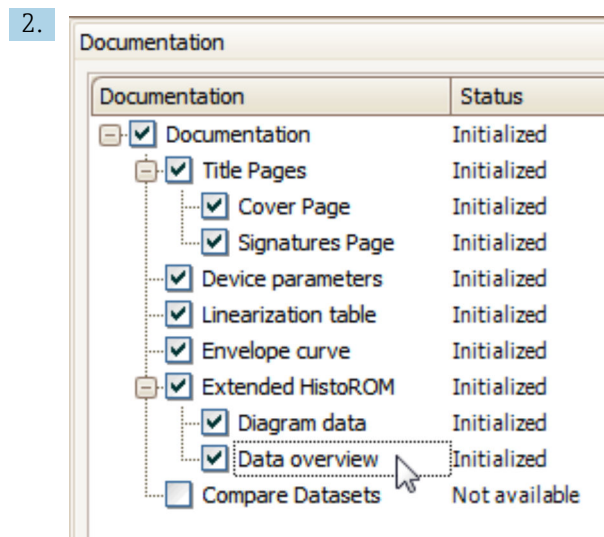 2.
Documentation
Documentation Status
Documentation Initialized
Title Pages Initialized
Cover Page Initialized
Signatures Page Initialized
Device parameters Initialized
Linearization table Initialized
Envelope curve Initialized
Extended HistoROM Initialized
Diagram data Initialized
Data overview Initialized
Compare Datasets Not available